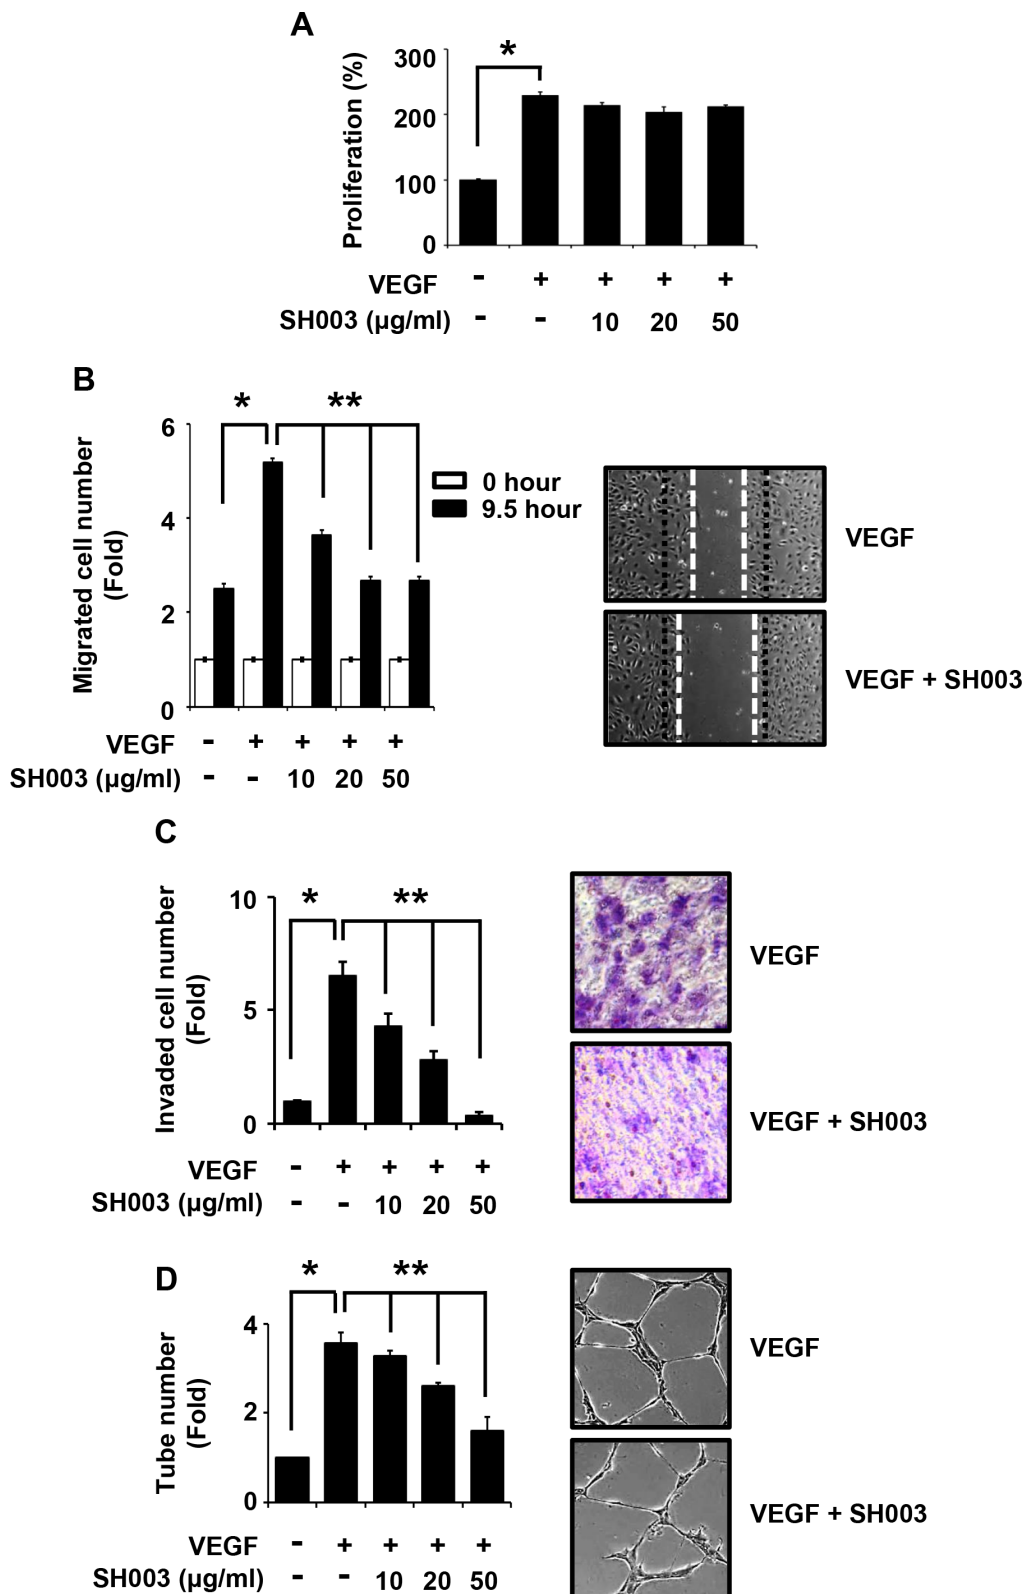 A
Proliferation (%)
300
200
100
0
*
VEGF - + + + +
SH003 (µg/ml) - - 10 20 50
B
Migrated cell number
(Fold)
6
4
2
0
* **
0 hour
9.5 hour
VEGF
VEGF + SH003
VEGF - + + + +
SH003 (µg/ml) - - 10 20 50
C
Invaded cell number
(Fold)
10
5
0
* **
VEGF
VEGF + SH003
VEGF - + + + +
SH003 (µg/ml) - - 10 20 50
D
Tube number
(Fold)
4
2
0
* **
VEGF
VEGF + SH003
VEGF - + + + +
SH003 (µg/ml) - - 10 20 50